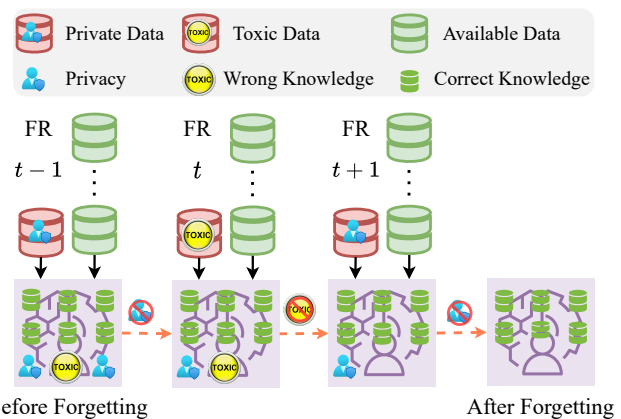 Private Data
TOXIC
Toxic Data
Available Data
Privacy
TOXIC
Wrong Knowledge
Correct Knowledge
FR
FR
FR
t − 1
t
t + 1
TOXIC
TOXIC
TOXIC
TOXIC
efore Forgetting
After Forgetting